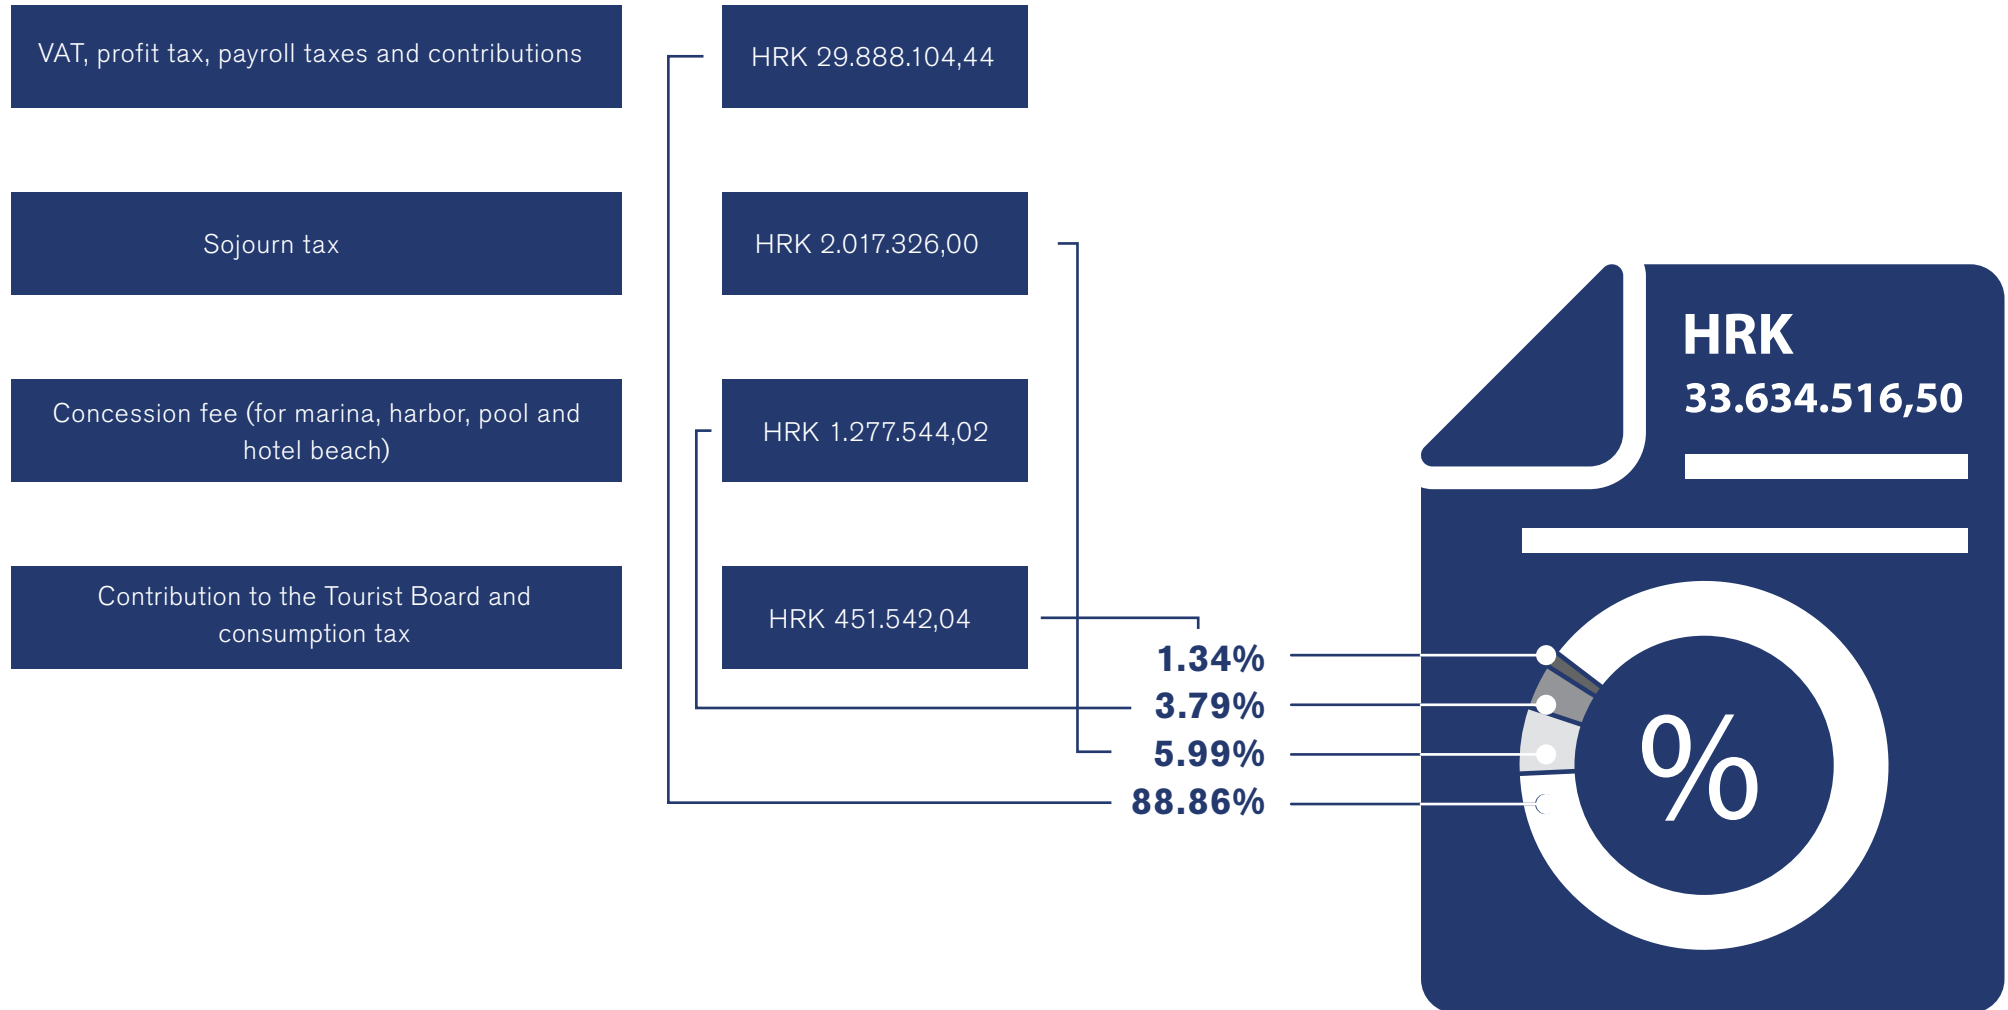 VAT, profit tax, payroll taxes and contributions
HRK 29.888.104,44
Sojourn tax
HRK 2.017.326,00
Concession fee (for marina, harbor, pool and
hotel beach)
HRK 1.277.544,02
Contribution to the Tourist Board and
consumption tax
HRK 451.542,04
1.34%
3.79%
5.99%
88.86%
HRK
33.634.516,50
%